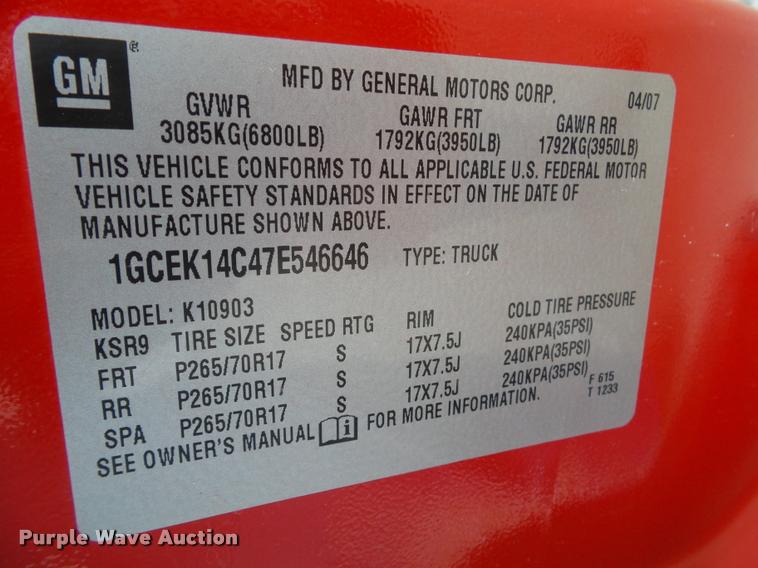 GM
MFD BY GENERAL MOTORS CORP. 04/07
GVWR GAWR FRT GAWR RR
3085KG(6800LB) 1792KG(3950LB) 1792KG(3950LB)
THIS VEHICLE CONFORMS TO ALL APPLICABLE U.S. FEDERAL MOTOR
VEHICLE SAFETY STANDARDS IN EFFECT ON THE DATE OF
MANUFACTURE SHOWN ABOVE.
1GCEK14C47E546646 TYPE: TRUCK
MODEL: K10903
KSR9 TIRE SIZE SPEED RTG RIM COLD TIRE PRESSURE
FRT P265/70R17 S 17X7.5J 240KPA(35PSI)
RR P265/70R17 S 17X7.5J 240KPA(35PSI)
SPA P265/70R17 S 17X7.5J 240KPA(35PSI) F 615
T 1233
SEE OWNER'S MANUAL i FOR MORE INFORMATION.
Purple Wave Auction